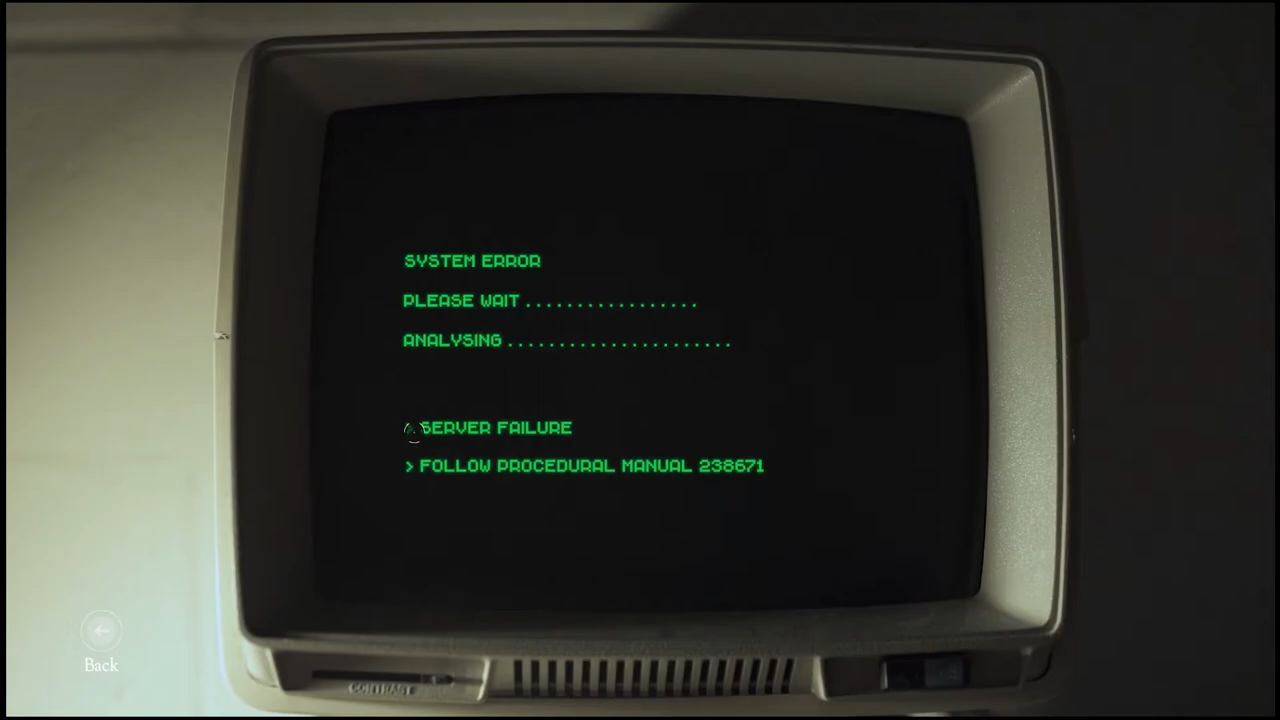 SYSTEM ERROR
PLEASE WAIT .................
ANALYSING ......................
SERVER FAILURE
> FOLLOW PROCEDURAL MANUAL 238671
Back
CONTRAST